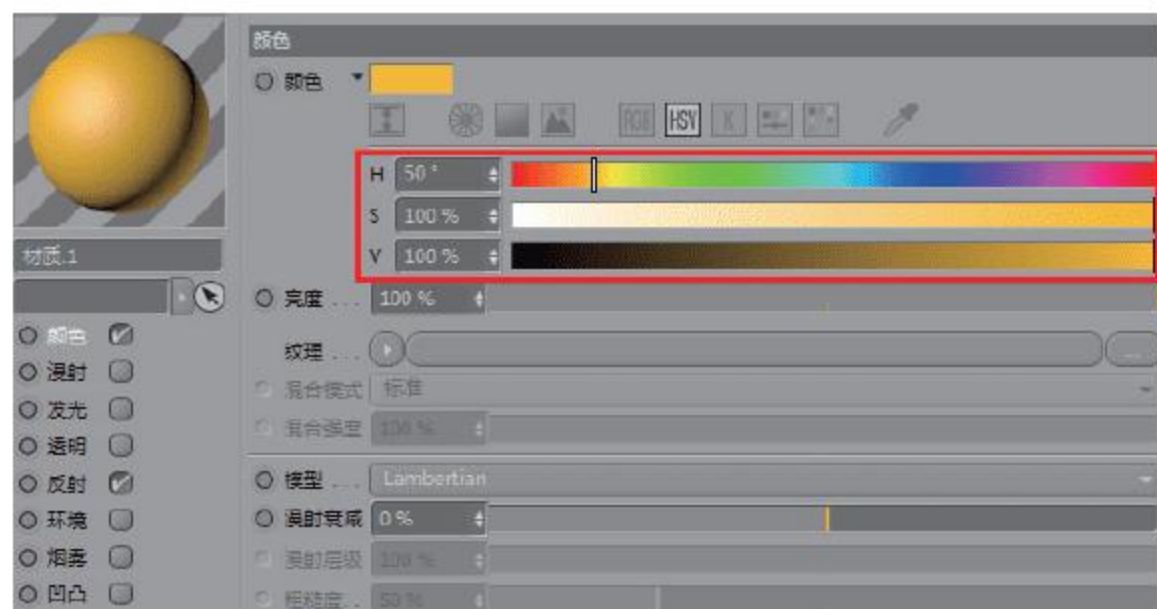 颜色
颜色
RGB HSV K
H 50°
S 100 %
V 100 %
材质.1
亮度 . . . 100 %
纹理 . . . ...
混合模式 标准
混合强度 100 %
颜色
漫射
发光
透明
反射
环境
烟雾
凹凸
模型 . . . Lambertian
漫射衰减 0 %
漫射层级 100 %
粗糙度 . . 50 %